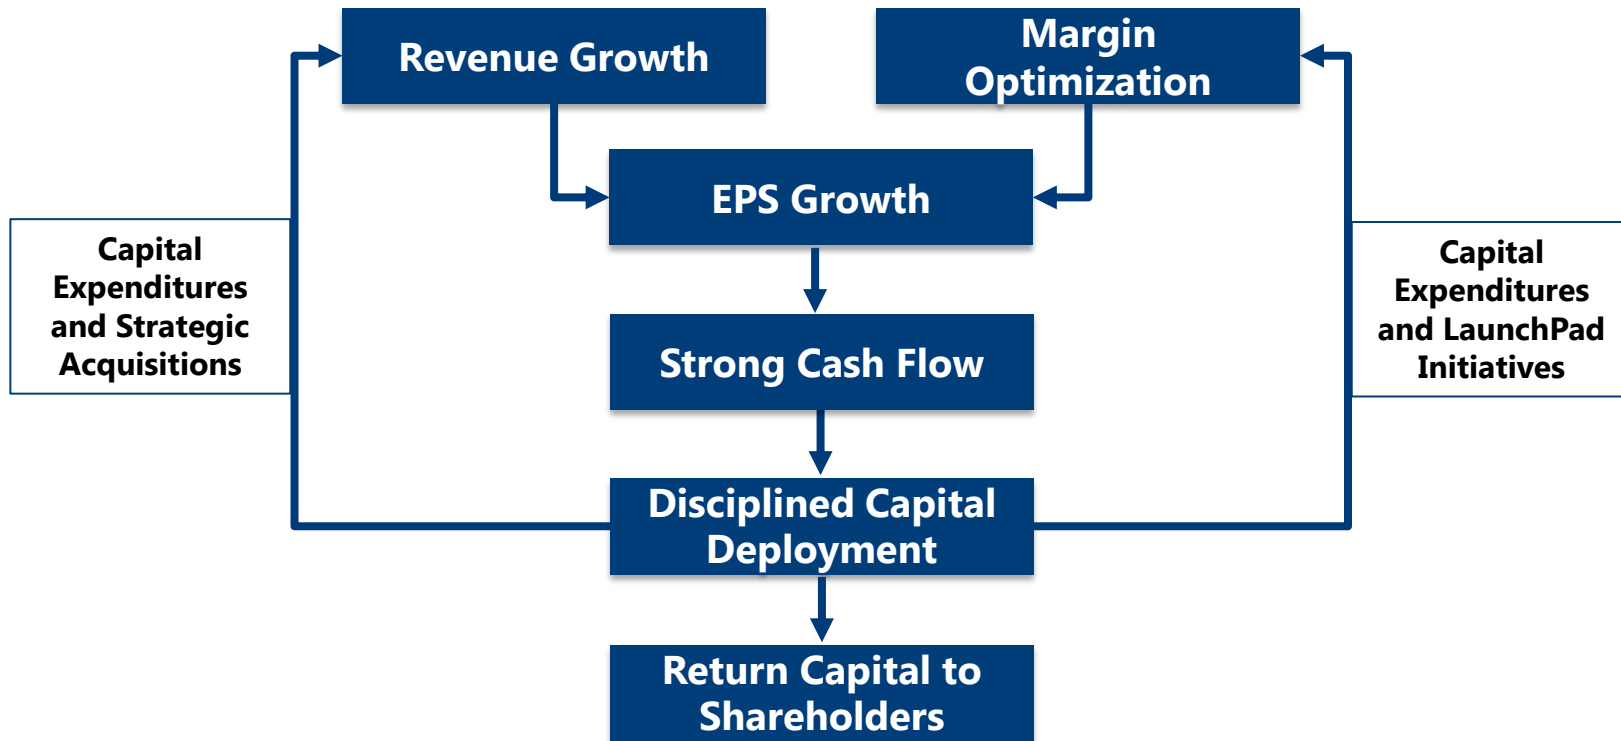 Revenue Growth
Margin
Optimization
EPS Growth
Capital
Expenditures
and Strategic
Acquisitions
Capital
Expenditures
and LaunchPad
Initiatives
Strong Cash Flow
Disciplined Capital
Deployment
Return Capital to
Shareholders